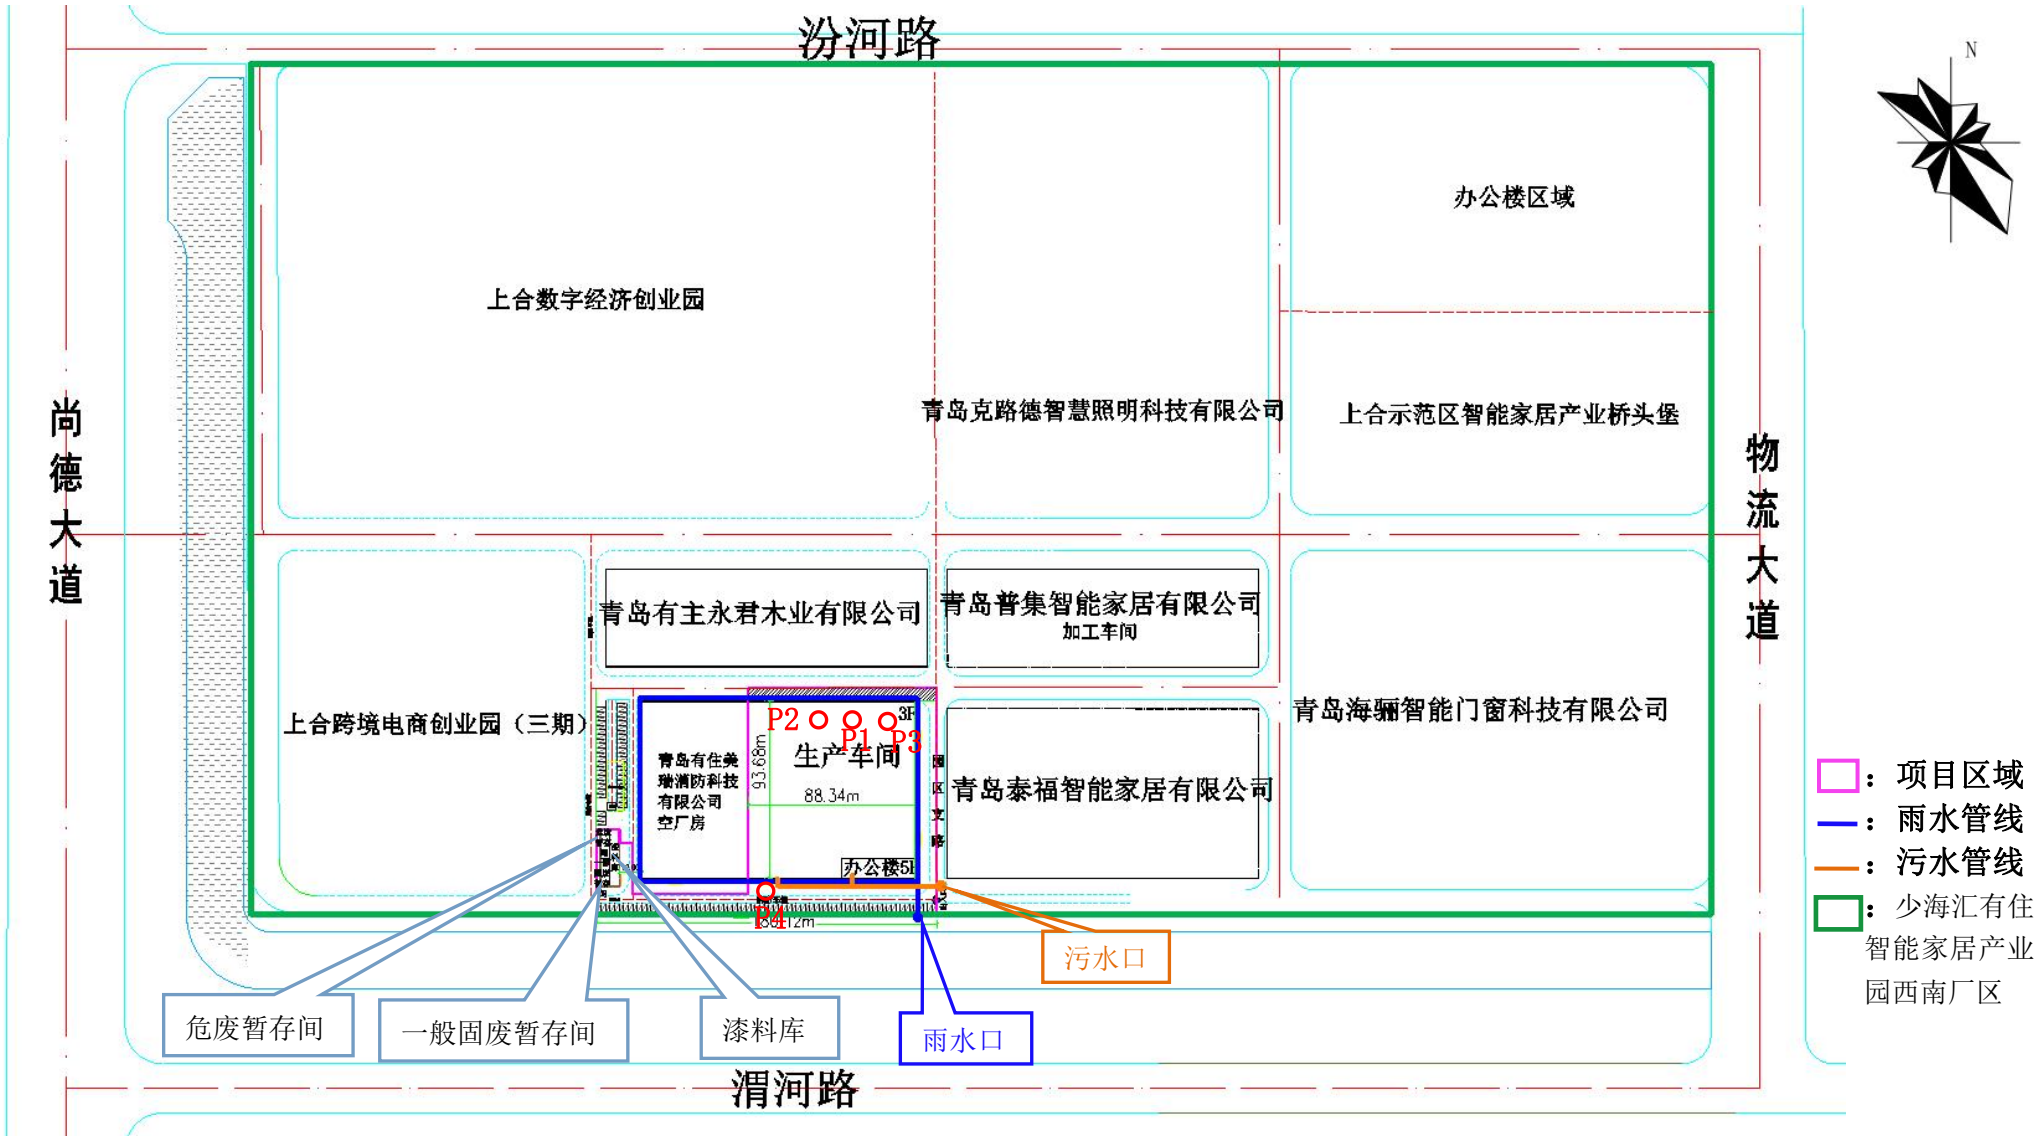 汾河路
N
办公楼区域
上合数字经济创业园
青岛克路德智慧照明科技有限公司
上合示范区智能家居产业桥头堡
尚德大道
物流大道
青岛有主永君木业有限公司
青岛普集智能家居有限公司
加工车间
上合跨境电商创业园（三期）
青岛海骊智能门窗科技有限公司
P2
P1
P3
3F
生产车间
93.68m
88.34m
青岛有住美
瑞消防科技
有限公司
空厂房
园区支路
青岛泰福智能家居有限公司
办公楼5F
P4
污水口
雨水口
危废暂存间
一般固废暂存间
漆料库
渭河路
：项目区域
：雨水管线
：污水管线
：少海汇有住
智能家居产业
园西南厂区